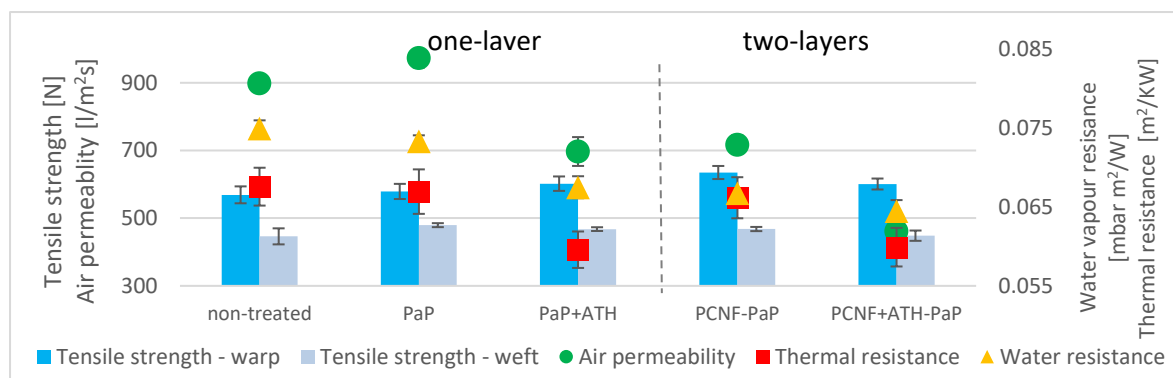 one-laver
two-layers
Tensile strength [N]
Air permeablity [l/m²s]
900
700
500
300
0.085
0.075
0.065
0.055
Water vapour resisance
[mbar m²/W]
Thermal resistance [m²/KW]
non-treated
PaP
PaP+ATH
PCNF-PaP
PCNF+ATH-PaP
Tensile strength - warp
Tensile strength - weft
Air permeability
Thermal resistance
Water resistance